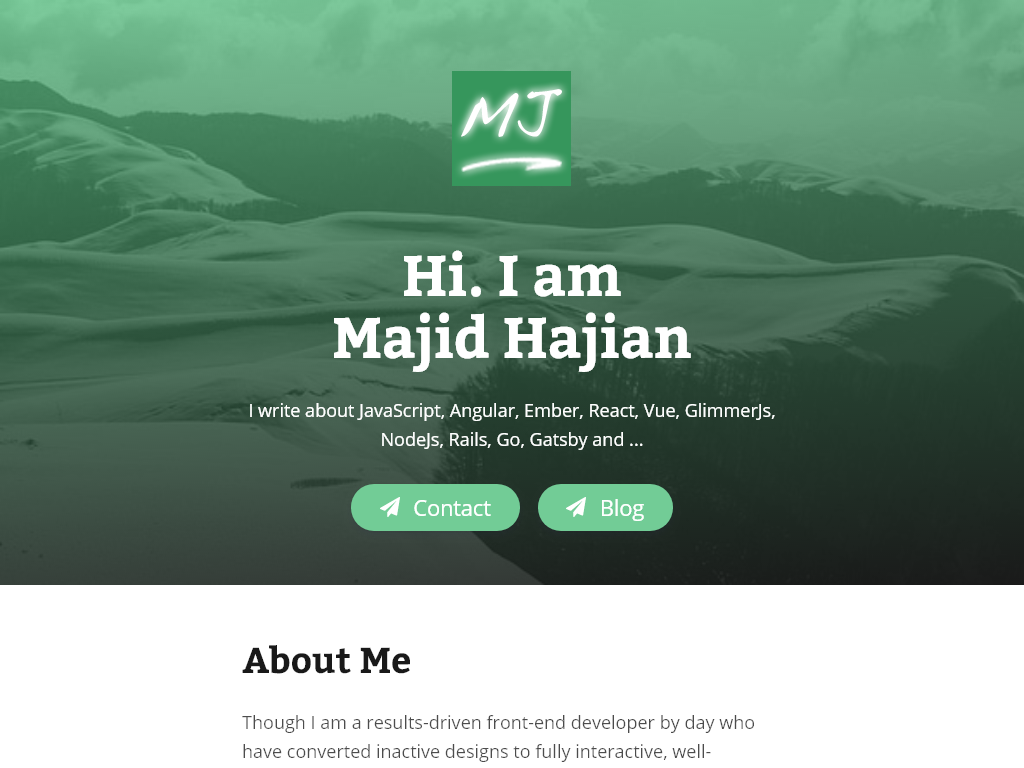 MJ
Hi. I am
Majid Hajian
I write about JavaScript, Angular, Ember, React, Vue, GlimmerJs,
NodeJs, Rails, Go, Gatsby and ...
Contact
Blog
About Me
Though I am a results-driven front-end developer by day who
have converted inactive designs to fully interactive, well-